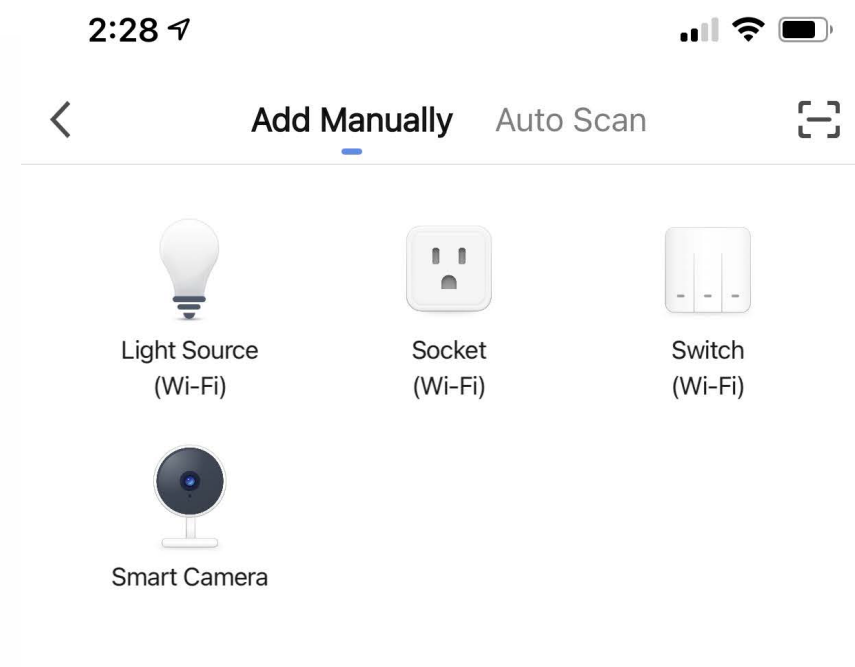 2:28
Add Manually Auto Scan
Light Source Socket Switch
(Wi-Fi) (Wi-Fi) (Wi-Fi)
Smart Camera